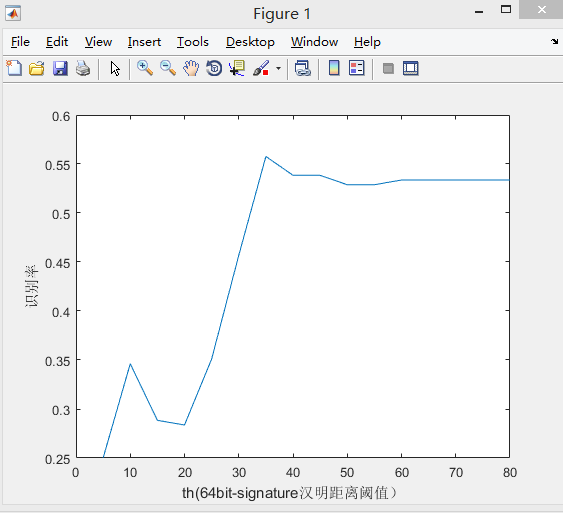 Figure 1
File Edit View Insert Tools Desktop Window Help
0.6
0.55
0.5
0.45
0.4
0.35
0.3
0.25
识别率
0 10 20 30 40 50 60 70 80
th(64bit-signature汉明距离阈值）